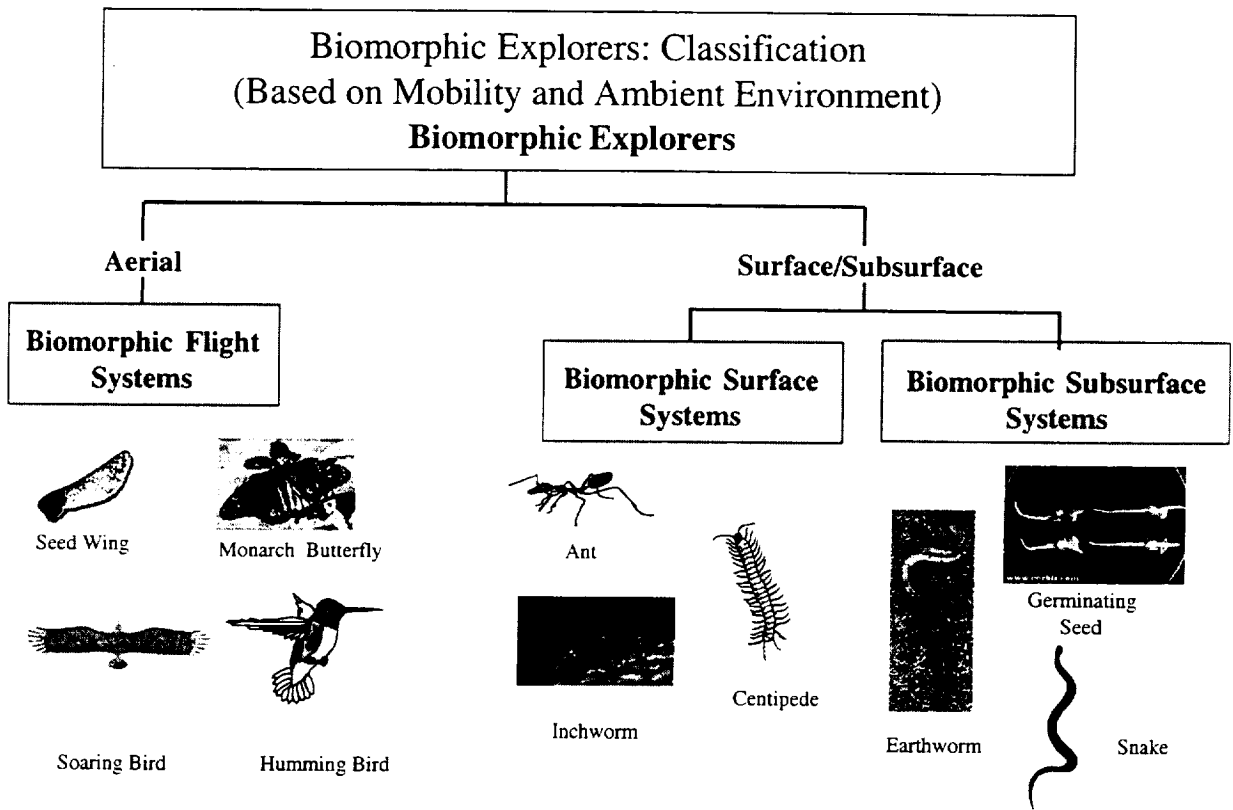 Biomorphic Explorers: Classification
(Based on Mobility and Ambient Environment)
Biomorphic Explorers
Aerial
Surface/Subsurface
Biomorphic Flight
Systems
Biomorphic Surface
Systems
Biomorphic Subsurface
Systems
Seed Wing
Monarch Butterfly
Soaring Bird
Humming Bird
Ant
Inchworm
Centipede
Earthworm
Germinating
Seed
Snake